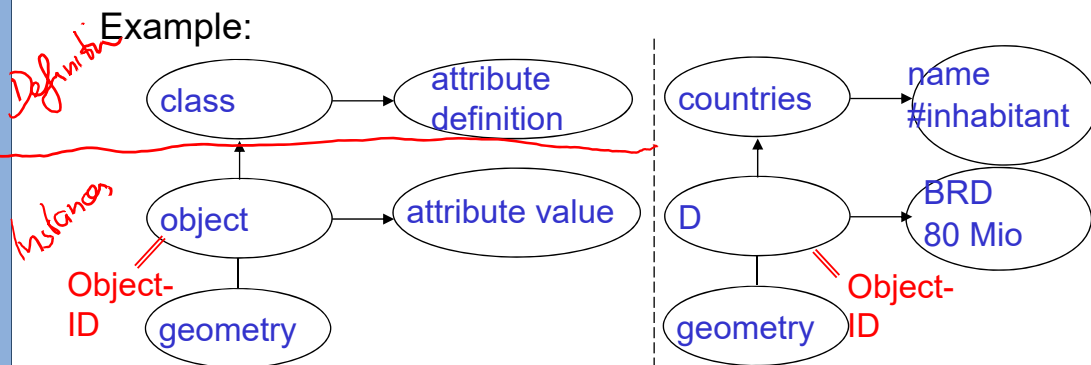 Example:
Definition
class
attribute
definition
countries
name
#inhabitant
Instances
object
attribute value
D
BRD
80 Mio
Object-
ID
geometry
geometry
Object-
ID